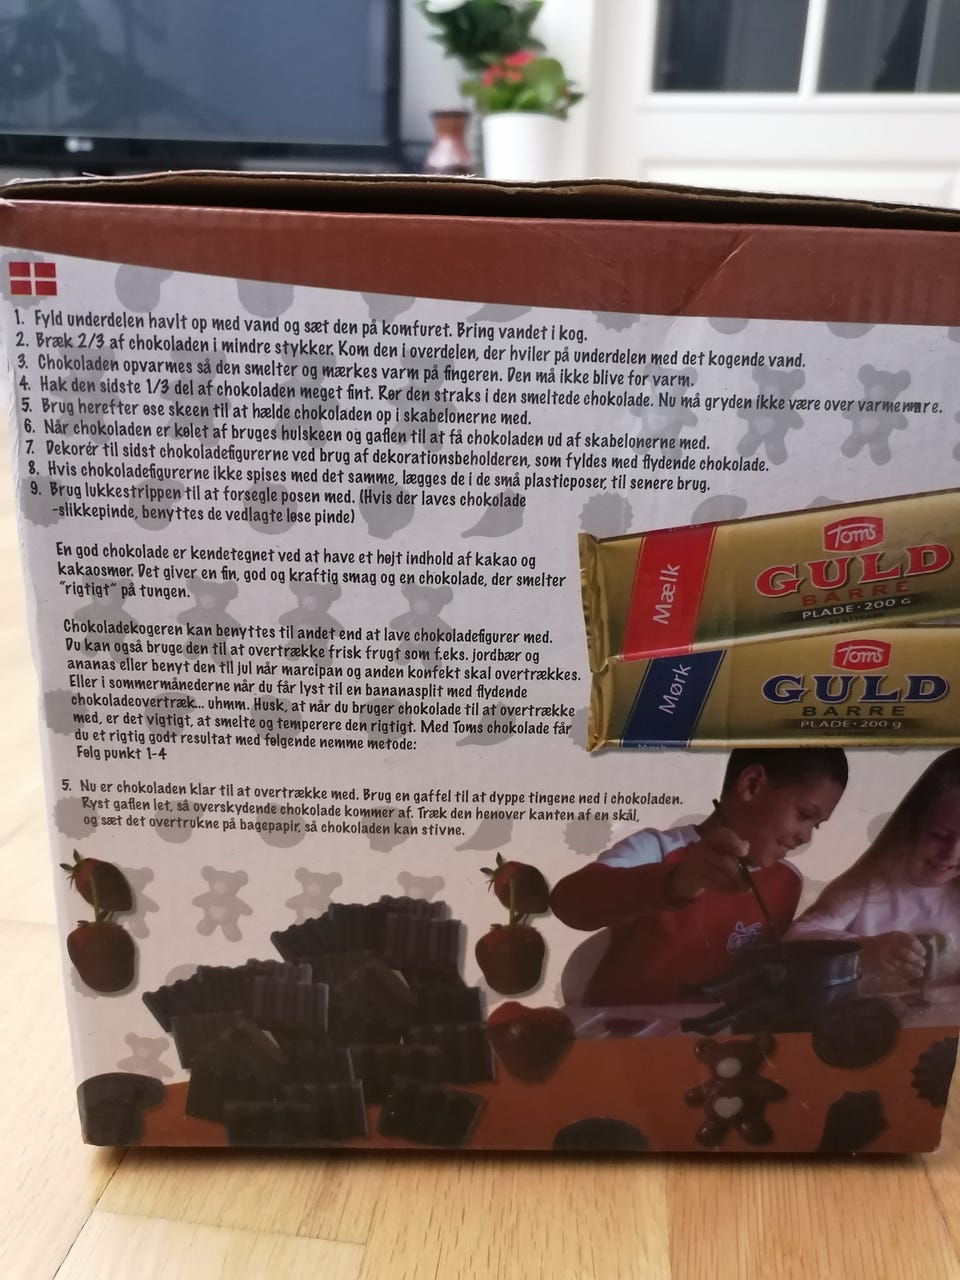 1. Fyld underdelen havlt op med vand og sæt den på komfuret. Bring vandet i kog.
2. Bræk 2/3 af chokoladen i mindre stykker. Kom den i overdelen, der hviler på underdelen med det kogende vand.
3. Chokoladen opvarmes så den smelter og mærkes varm på fingeren. Den må ikke blive for varm.
4. Hak den sidste 1/3 del af chokoladen meget fint. Rør den straks i den smeltede chokolade. Nu må gryden ikke være over varmen mere.
5. Brug herefter øse skeen til at hælde chokoladen op i skabelonerne med.
6. Når chokoladen er kølet af bruges hulskeen og gaflen til at få chokoladen ud af skabelonerne med.
7. Dekorér til sidst chokoladefigurerne ved brug af dekorationsbeholderen, som fyldes med flydende chokolade.
8. Hvis chokoladefigurerne ikke spises med det samme, lægges de i de små plasticposer, til senere brug.
9. Brug lukkestrippen til at forsegle posen med. (Hvis der laves chokolade
-slikkepinde, benyttes de vedlagte løse pinde)
En god chokolade er kendetegnet ved at have et højt indhold af kakao og
kakaosmør. Det giver en fin, god og kraftig smag og en chokolade, der smelter
"rigtigt" på tungen.
Chokoladekogeren kan benyttes til andet end at lave chokoladefigurer med.
Du kan også bruge den til at overtrække frisk frugt som f.eks. jordbær og
ananas eller benyt den til jul når marcipan og anden konfekt skal overtrækkes.
Eller i sommermånederne når du får lyst til en bananasplit med flydende
chokoladeovertræk... uhmm. Husk, at når du bruger chokolade til at overtrække
med, er det vigtigt, at smelte og temperere den rigtigt. Med Toms chokolade får
du et rigtig godt resultat med følgende nemme metode:
Følg punkt 1-4
5. Nu er chokoladen klar til at overtrække med. Brug en gaffel til at dyppe tingene ned i chokoladen.
Ryst gaflen let, så overskydende chokolade kommer af. Træk den henover kanten af en skål,
og sæt det overtrukne på bagepapir, så chokoladen kan stivne.
Mælk
Toms
GULD
BARRE
PLADE · 200 G
Mørk
Toms
GULD
BARRE
PLADE · 200 g
LG